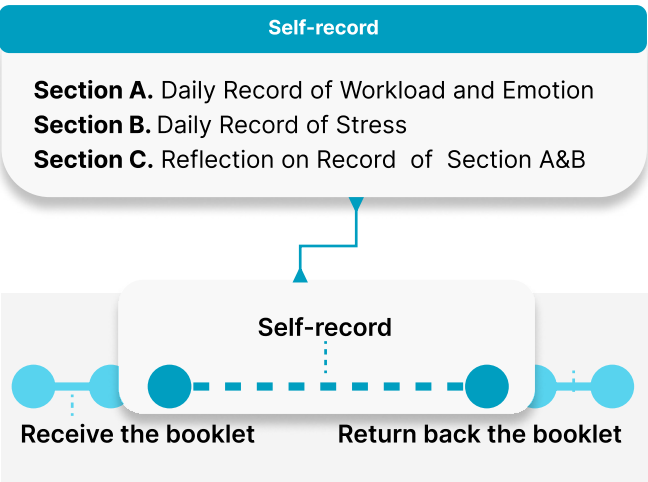 Self-record
Section A. Daily Record of Workload and Emotion
Section B. Daily Record of Stress
Section C. Reflection on Record of Section A&B
Self-record
Receive the booklet
Return back the booklet